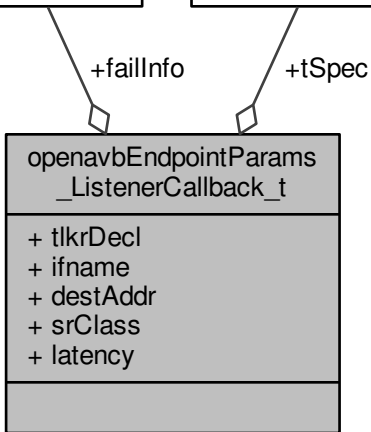 +failInfo
+tSpec
openavbEndpointParams
_ListenerCallback_t
+ tlkrDecl
+ ifname
+ destAddr
+ srClass
+ latency